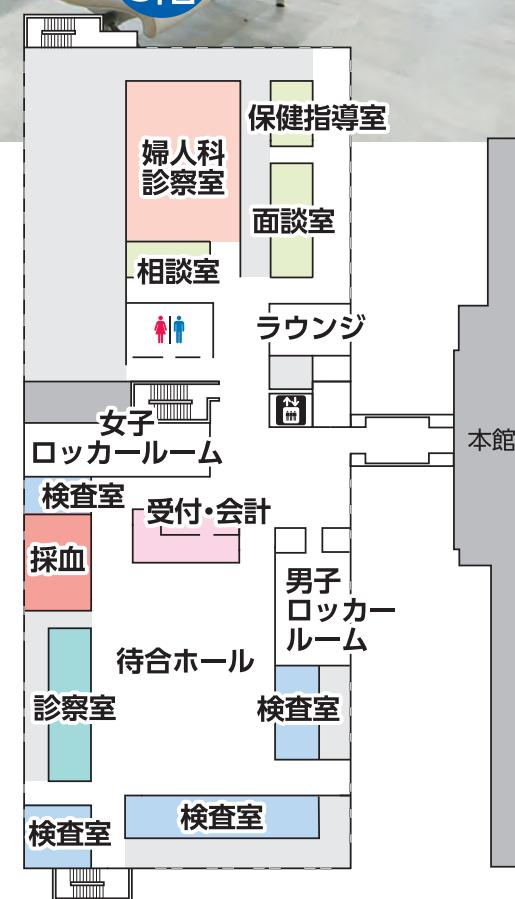 保健指導室
婦人科
診察室
面談室
相談室
ラウンジ
本館
女子
ロッカールーム
検査室
受付・会計
採血
男子
ロッカー
ルーム
待合ホール
診察室
検査室
検査室
検査室